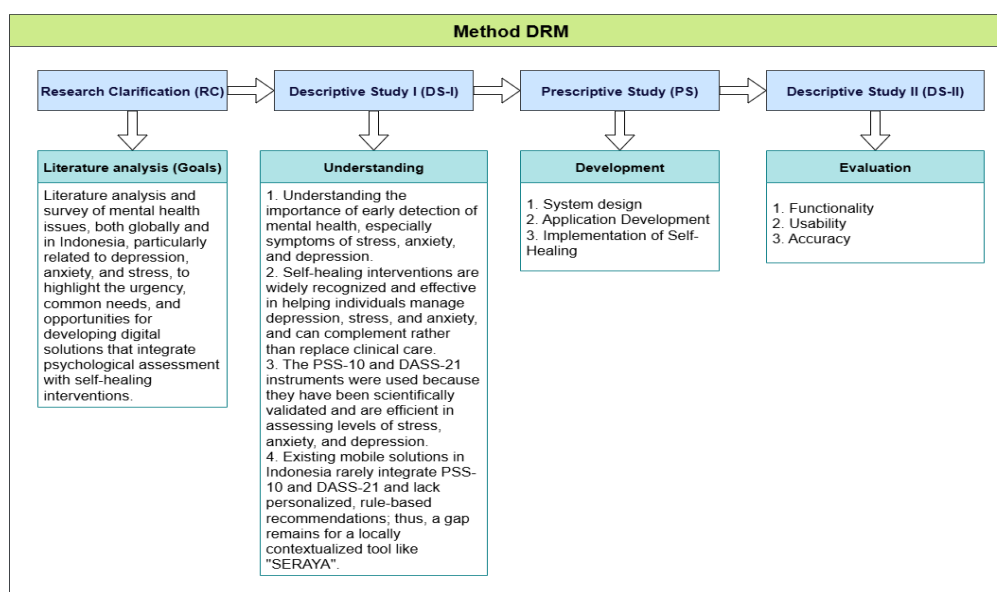 Method DRM
Research Clarification (RC)
Descriptive Study I (DS-I)
Prescriptive Study (PS)
Descriptive Study II (DS-II)
Literature analysis (Goals)
Literature analysis and
survey of mental health
issues, both globally and
in Indonesia, particularly
related to depression,
anxiety, and stress, to
highlight the urgency,
common needs, and
opportunities for
developing digital
solutions that integrate
psychological assessment
with self-healing
interventions.
Understanding
1. Understanding the
importance of early detection of
mental health, especially
symptoms of stress, anxiety,
and depression.
2. Self-healing interventions are
widely recognized and effective
in helping individuals manage
depression, stress, and anxiety,
and can complement rather
than replace clinical care.
3. The PSS-10 and DASS-21
instruments were used because
they have been scientifically
validated and are efficient in
assessing levels of stress,
anxiety, and depression.
4. Existing mobile solutions in
Indonesia rarely integrate PSS-
10 and DASS-21 and lack
personalized, rule-based
recommendations; thus, a gap
remains for a locally
contextualized tool like
"SERAYA".
Development
1. System design
2. Application Development
3. Implementation of Self-
Healing
Evaluation
1. Functionality
2. Usability
3. Accuracy